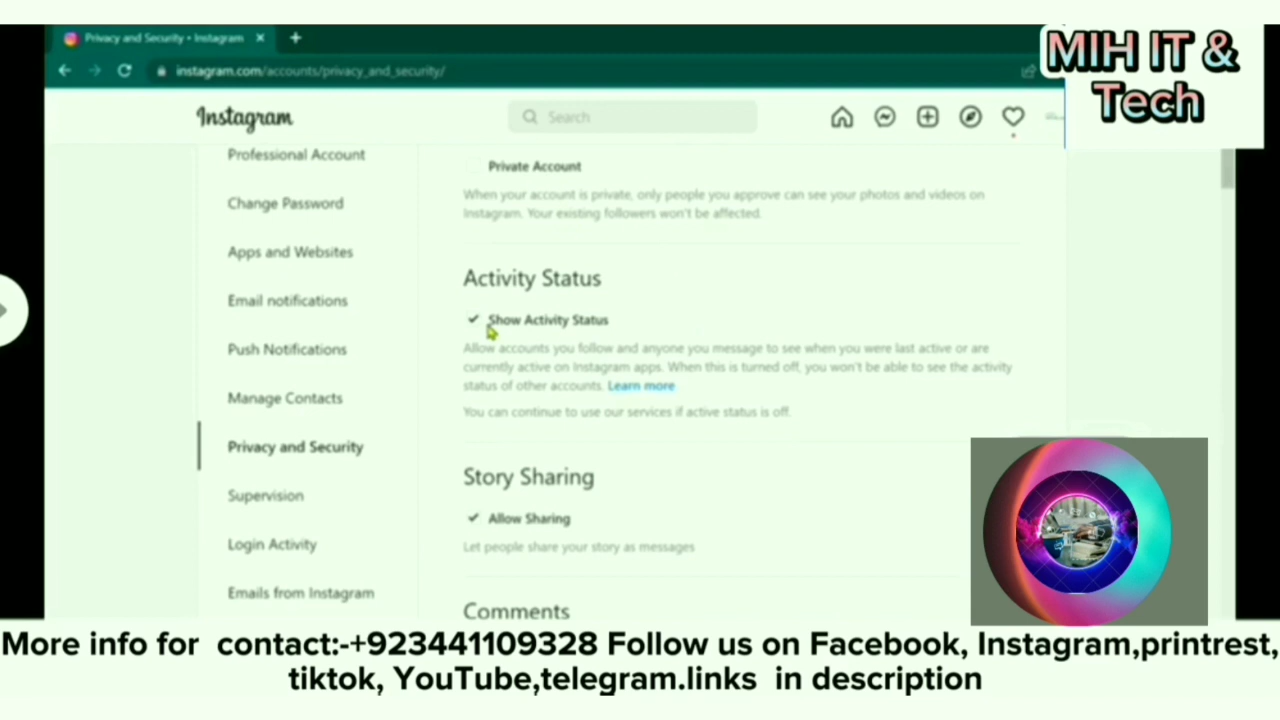 Privacy and Security • Instagram
instagram.com/accounts/privacy_and_security/
MIH IT &
Tech
Instagram
Search
Professional Account
Change Password
Apps and Websites
Email notifications
Push Notifications
Manage Contacts
Privacy and Security
Supervision
Login Activity
Emails from Instagram
Private Account
When your account is private, only people you approve can see your photos and videos on
Instagram. Your existing followers won't be affected.
Activity Status
Show Activity Status
Allow accounts you follow and anyone you message to see when you were last active or are
currently active on Instagram apps. When this is turned off, you won't be able to see the activity
status of other accounts. Learn more
You can continue to use our services if active status is off.
Story Sharing
Allow Sharing
Let people share your story as messages
Comments
More info for contact:-+923441109328 Follow us on Facebook, Instagram,printrest,
tiktok, YouTube,telegram.links in description